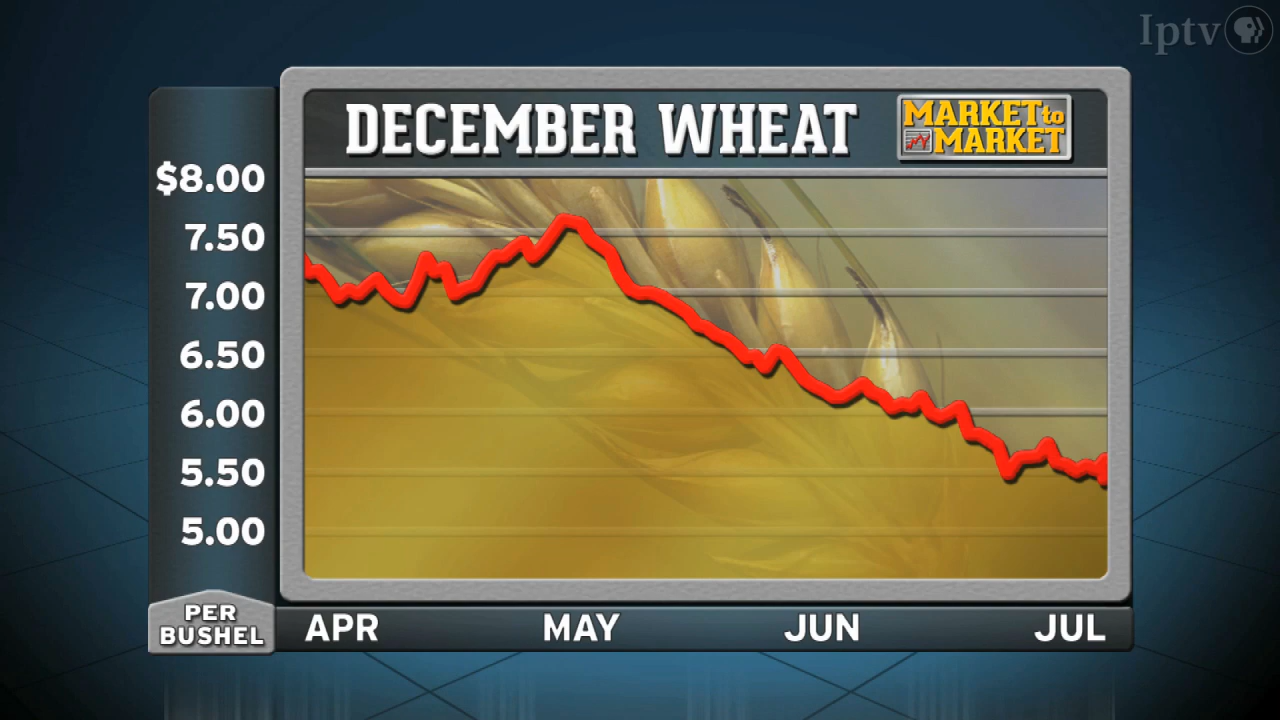 Iptv
DECEMBER WHEAT
MARKET to
MARKET
$8.00
7.50
7.00
6.50
6.00
5.50
5.00
PER
BUSHEL
APR MAY JUN JUL